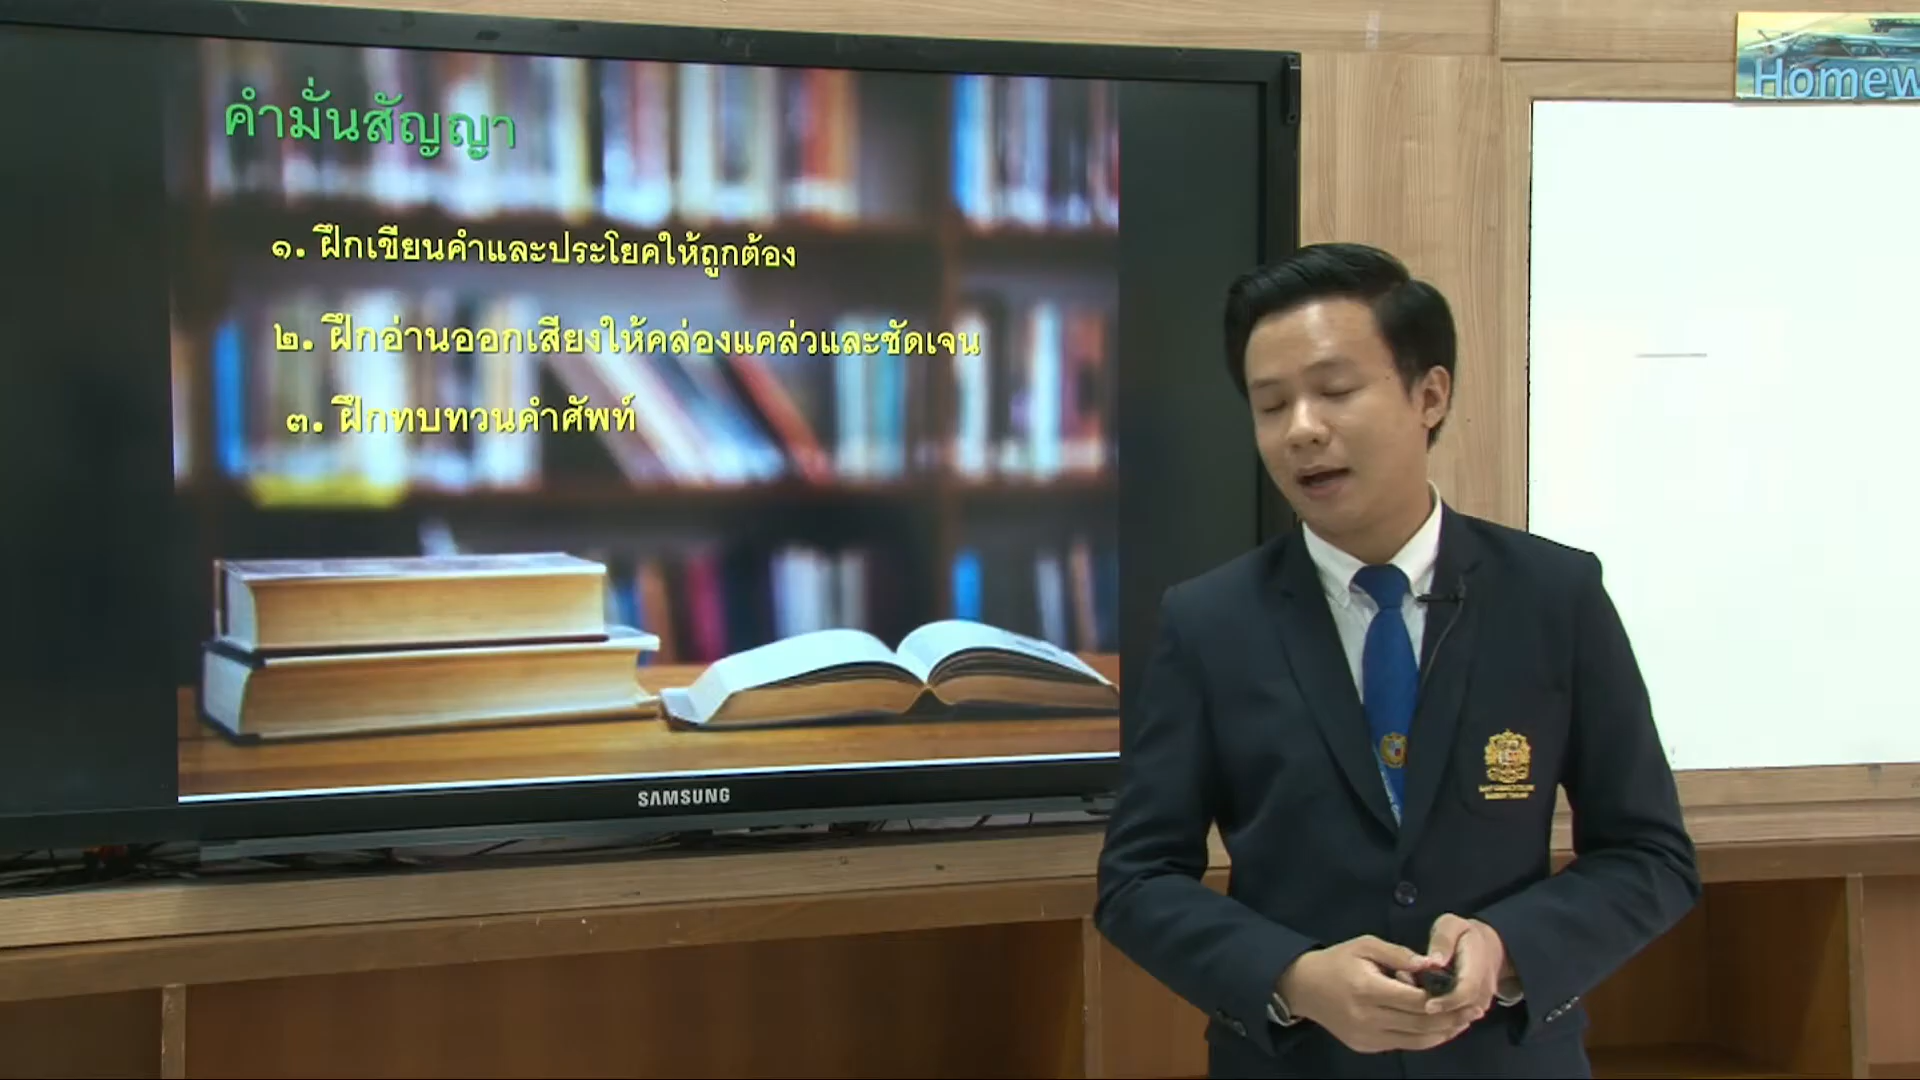 คำมั่นสัญญา
๑. ฝึกเขียนคำและประโยคให้ถูกต้อง
๒. ฝึกอ่านออกเสียงให้คล่องแคล่วและชัดเจน
๓. ฝึกทบทวนคำศัพท์
SAMSUNG
Homew